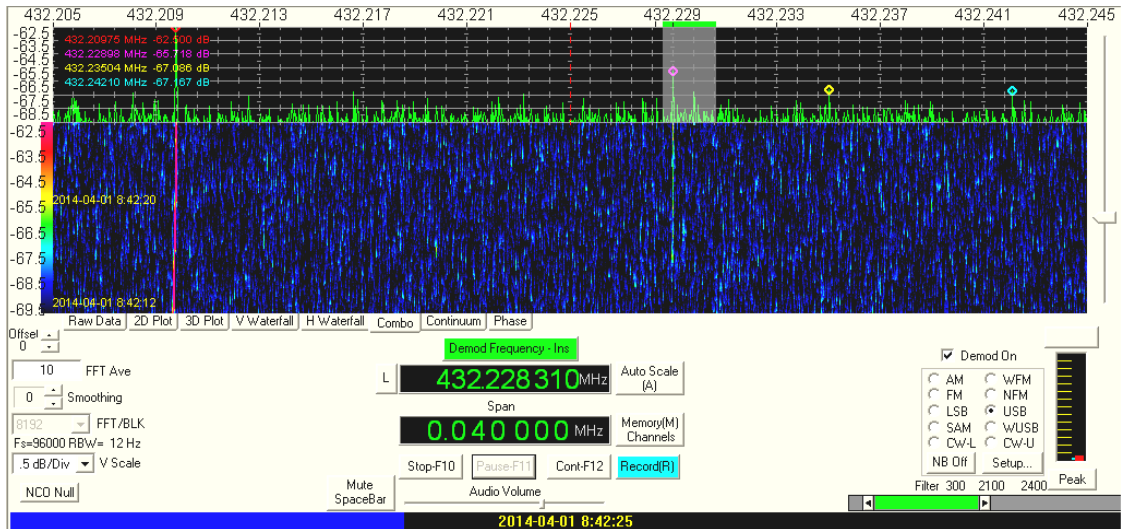 432.205 432.209 432.213 432.217 432.221 432.225 432.229 432.233 432.237 432.241 432.245
-62.5
-63.5
-64.5
-65.5
-66.5
-67.5
-68.5
432.20975 MHz -62.500 dB
432.22898 MHz -65.718 dB
432.23504 MHz -67.086 dB
432.24210 MHz -67.167 dB
-62.5
-63.5
-64.5
-65.5
-66.5
-67.5
-68.5
-69.5
2014-04-01 8:42:20
2014-04-01 8:42:12
Raw Data 2D Plot 3D Plot V Waterfall H Waterfall Combo Continuum Phase
Offset
0
10 FFT Ave
0 Smoothing
8192 FFT/BLK
Fs=96000 RBW= 12 Hz
.5 dB/Div V Scale
NCO Null
Demod Frequency - Ins
L 432.228310 MHz Auto Scale
(A)
Span
0.040 000 MHz Memory(M)
Channels
Stop-F10 Pause-F11 Cont-F12 Record(R)
Mute
SpaceBar
Audio Volume
Demod On
AM WFM
FM NFM
LSB USB
SAM WUSB
CW-L CW-U
NB Off Setup...
Filter 300 2100 2400 Peak
2014-04-01 8:42:25